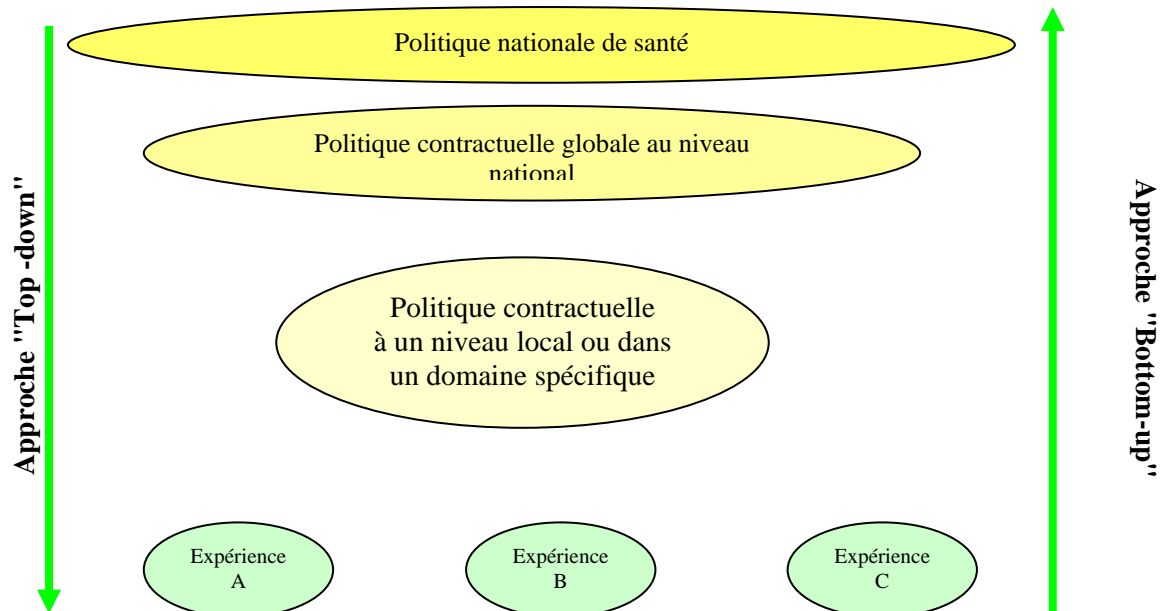 Politique nationale de santé
Politique contractuelle globale au niveau
national
Approche "Top -down"
Approche "Bottom-up"
Politique contractuelle
à un niveau local ou dans
un domaine spécifique
Expérience
A
Expérience
B
Expérience
C